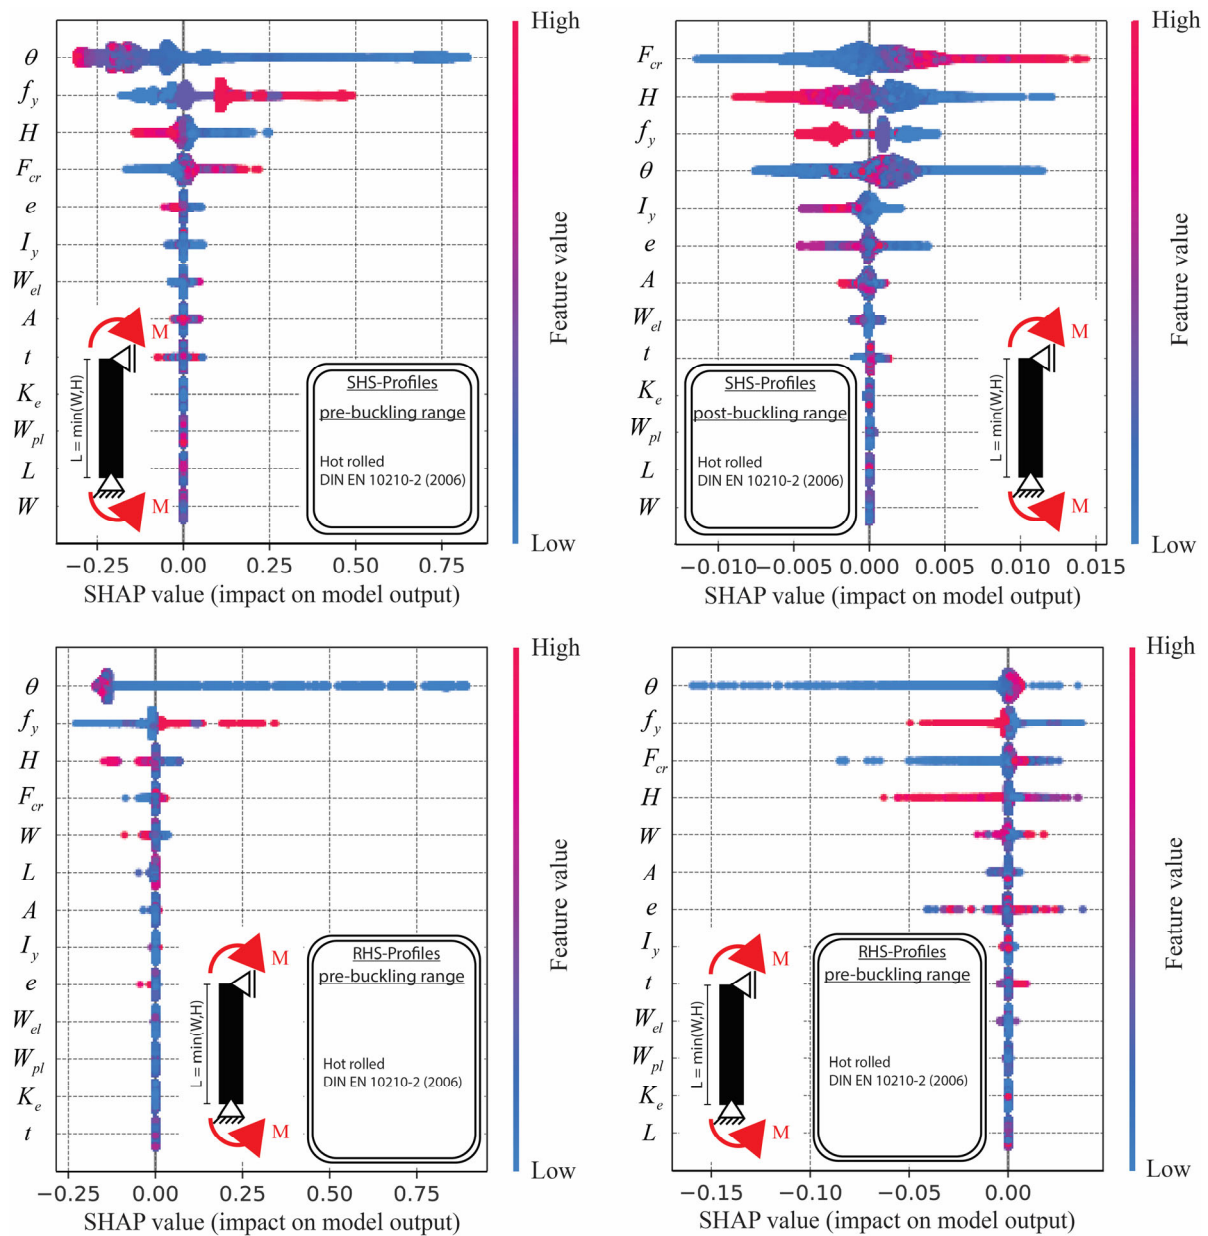 High
θ
f_y
H
F_cr
e
I_y
W_el
A
t
K_e
W_pl
L
W
M
L = min(W,H)
M
SHS-Profiles
pre-buckling range
Hot rolled
DIN EN 10210-2 (2006)
Feature value
Low
−0.25 0.00 0.25 0.50 0.75
SHAP value (impact on model output)
High
F_cr
H
f_y
θ
I_y
e
A
W_el
t
K_e
W_pl
L
W
SHS-Profiles
post-buckling range
Hot rolled
DIN EN 10210-2 (2006)
M
L = min(W,H)
M
Feature value
Low
−0.010 −0.005 0.000 0.005 0.010 0.015
SHAP value (impact on model output)
High
θ
f_y
H
F_cr
W
L
A
I_y
e
W_el
W_pl
K_e
t
M
L = min(W,H)
M
RHS-Profiles
pre-buckling range
Hot rolled
DIN EN 10210-2 (2006)
Feature value
Low
−0.25 0.00 0.25 0.50 0.75
SHAP value (impact on model output)
High
θ
f_y
F_cr
H
W
A
e
I_y
t
W_el
W_pl
K_e
L
M
L = min(W,H)
M
RHS-Profiles
pre-buckling range
Hot rolled
DIN EN 10210-2 (2006)
Feature value
Low
−0.15 −0.10 −0.05 0.00
SHAP value (impact on model output)